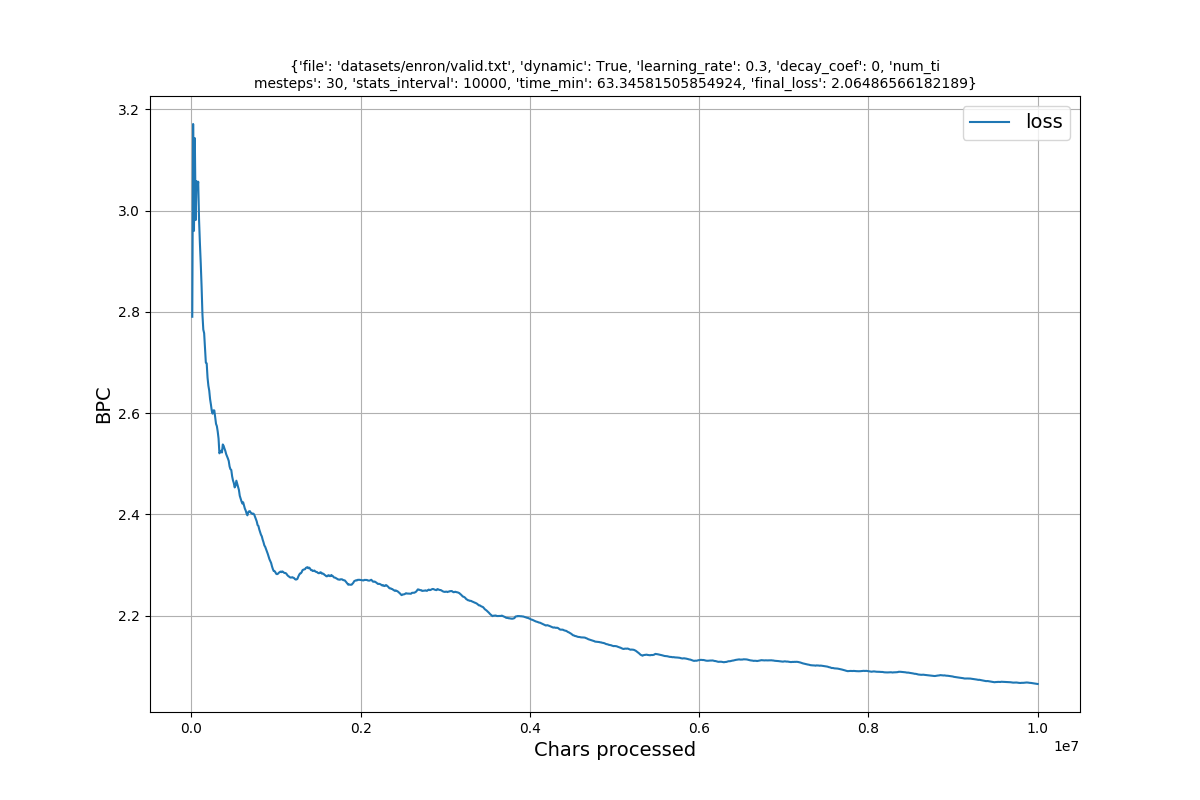 {'file': 'datasets/enron/valid.txt', 'dynamic': True, 'learning_rate': 0.3, 'decay_coef': 0, 'num_ti
mesteps': 30, 'stats_interval': 10000, 'time_min': 63.34581505854924, 'final_loss': 2.06486566182189}
loss
3.2
3.0
2.8
2.6
2.4
2.2
BPC
0.0 0.2 0.4 0.6 0.8 1.0
1e7
Chars processed